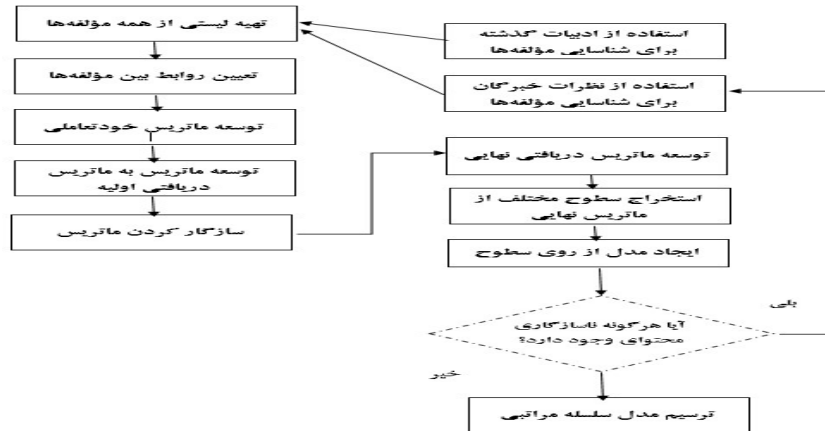 تهیه لیستی از همه مؤلفه‌ها
استفاده از ادبیات گذشته
برای شناسایی مؤلفه‌ها
تعیین روابط بین مؤلفه‌ها
استفاده از نظرات خبرگان
برای شناسایی مؤلفه‌ها
توسعه ماتریس خودتعاملی
توسعه ماتریس به ماتریس
دریافتی اولیه
سازگار کردن ماتریس
توسعه ماتریس دریافتی نهایی
استخراج سطوح مختلف از
ماتریس نهایی
ایجاد مدل از روی سطوح
آیا هرگونه ناسازگاری
محتوای وجود دارد؟
بلی
خیر
ترسیم مدل سلسله مراتبی